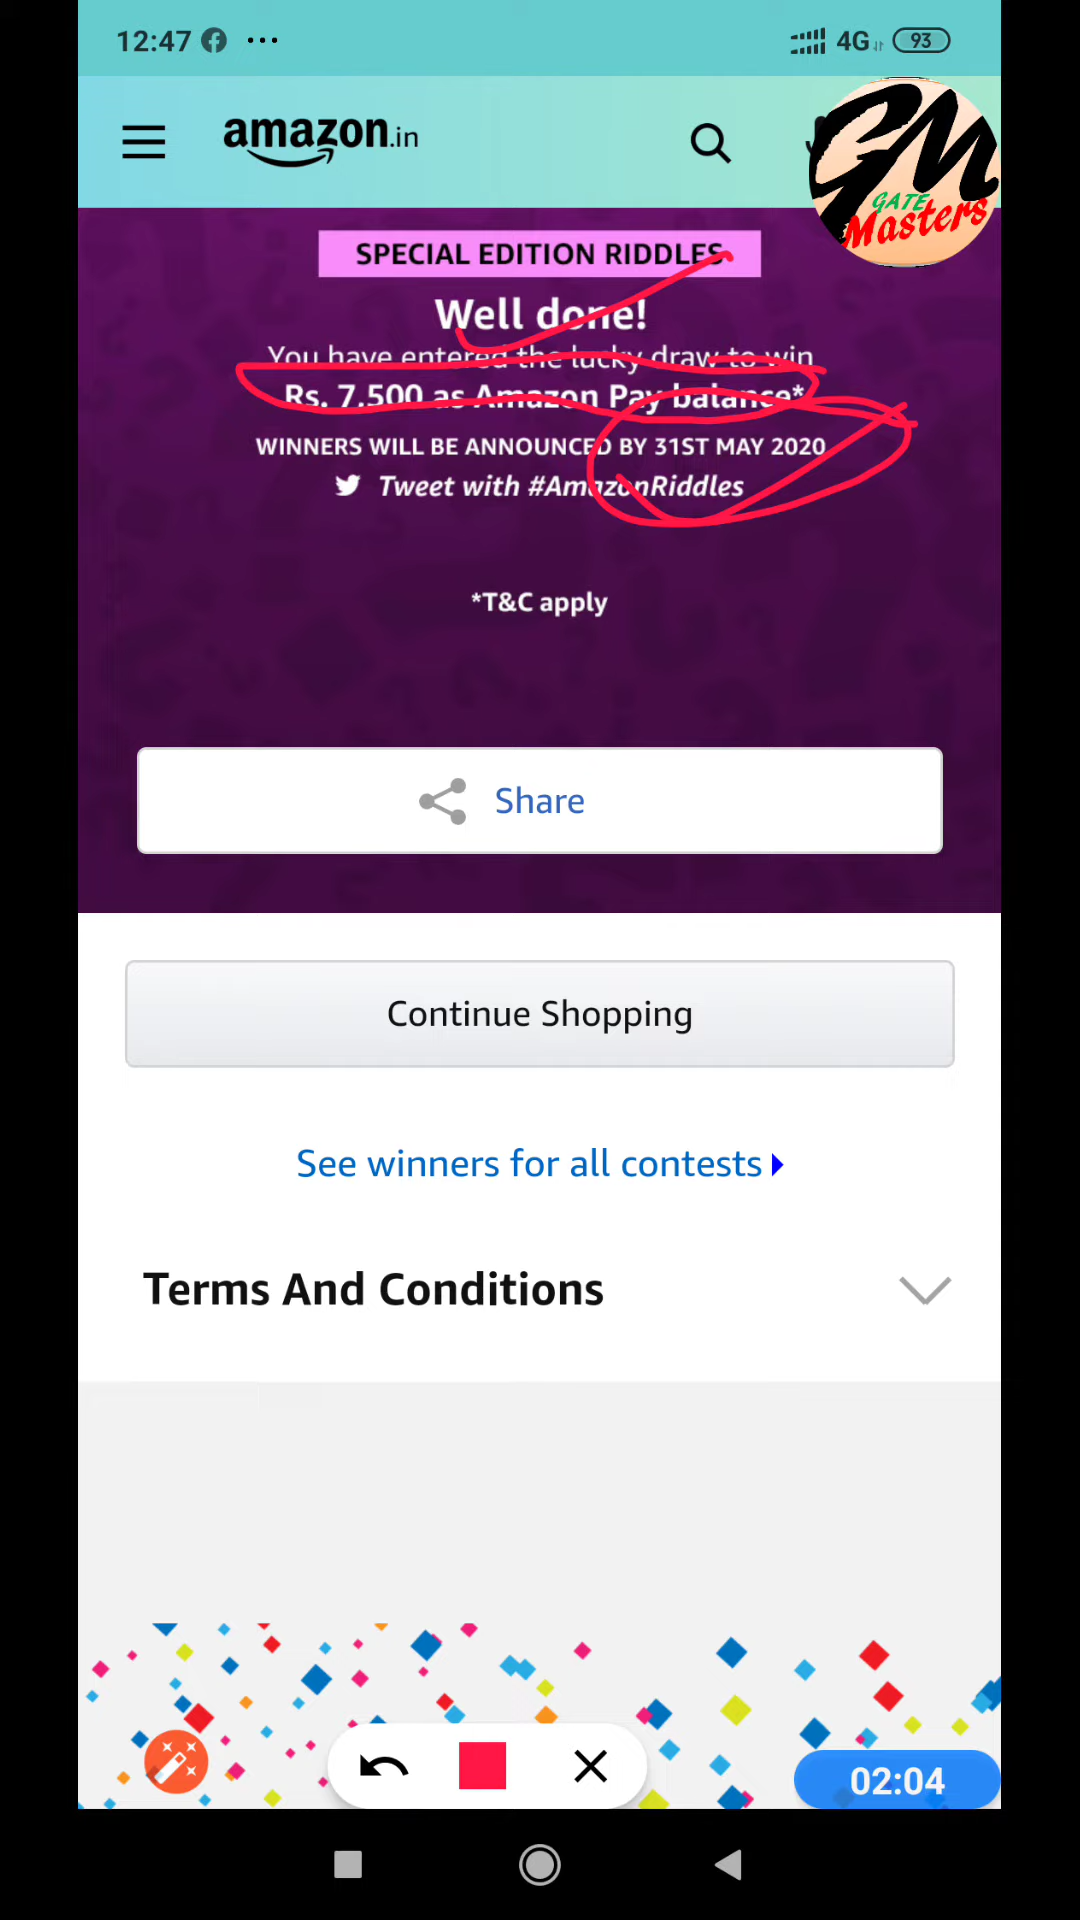 12:47
4G
93
amazon.in
GM
GATE
Masters
SPECIAL EDITION RIDDLES
Well done!
You have entered the lucky draw to win
Rs. 7,500 as Amazon Pay balance*
WINNERS WILL BE ANNOUNCED BY 31ST MAY 2020
Tweet with #AmazonRiddles
*T&C apply
Share
Continue Shopping
See winners for all contests
Terms And Conditions
02:04